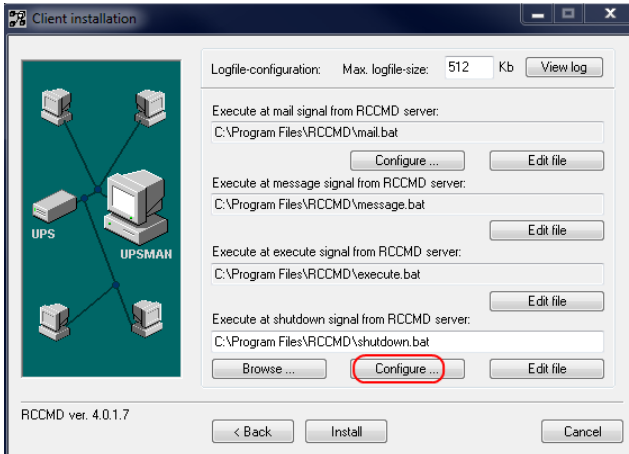 Client installation
Logfile-configuration: Max. logfile-size: 512 Kb View log
Execute at mail signal from RCCMD server:
C:\Program Files\RCCMD\mail.bat
Configure ... Edit file
Execute at message signal from RCCMD server:
C:\Program Files\RCCMD\message.bat
Edit file
Execute at execute signal from RCCMD server:
C:\Program Files\RCCMD\execute.bat
Edit file
Execute at shutdown signal from RCCMD server:
C:\Program Files\RCCMD\shutdown.bat
Browse ... Configure ... Edit file
UPS
UPSMAN
RCCMD ver. 4.0.1.7
< Back Install Cancel